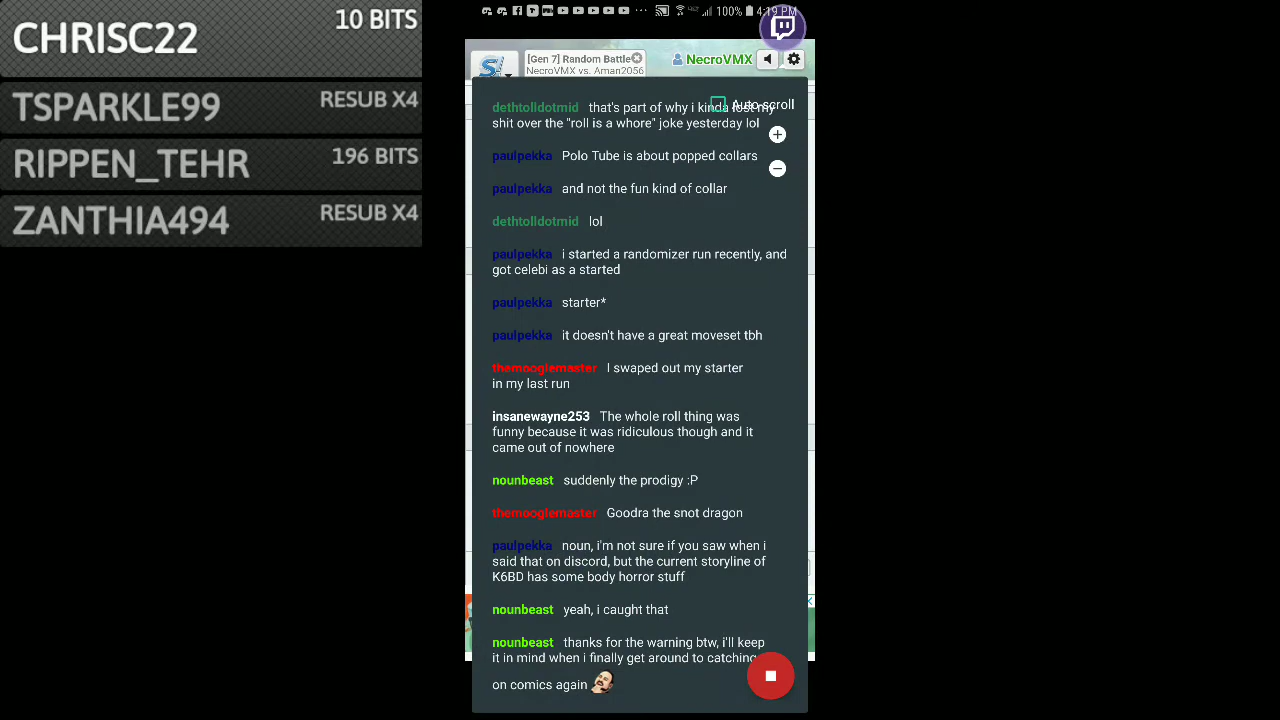 CHRISC22 10 BITS
TSPARKLE99 RESUB X4
RIPPEN_TEHR 196 BITS
ZANTHIA494 RESUB X4
100% 4:19 PM
[Gen 7] Random Battle
NecroVMX vs. Aman2056
NecroVMX
Auto scroll
dethtolldotmid that's part of why i kinda lost my
shit over the "roll is a whore" joke yesterday lol
paulpekka Polo Tube is about popped collars
paulpekka and not the fun kind of collar
dethtolldotmid lol
paulpekka i started a randomizer run recently, and
got celebi as a started
paulpekka starter*
paulpekka it doesn't have a great moveset tbh
themooglemaster I swaped out my starter
in my last run
insanewayne253 The whole roll thing was
funny because it was ridiculous though and it
came out of nowhere
nounbeast suddenly the prodigy :P
themooglemaster Goodra the snot dragon
paulpekka noun, i'm not sure if you saw when i
said that on discord, but the current storyline of
K6BD has some body horror stuff
nounbeast yeah, i caught that
nounbeast thanks for the warning btw, i'll keep
it in mind when i finally get around to catching
on comics again